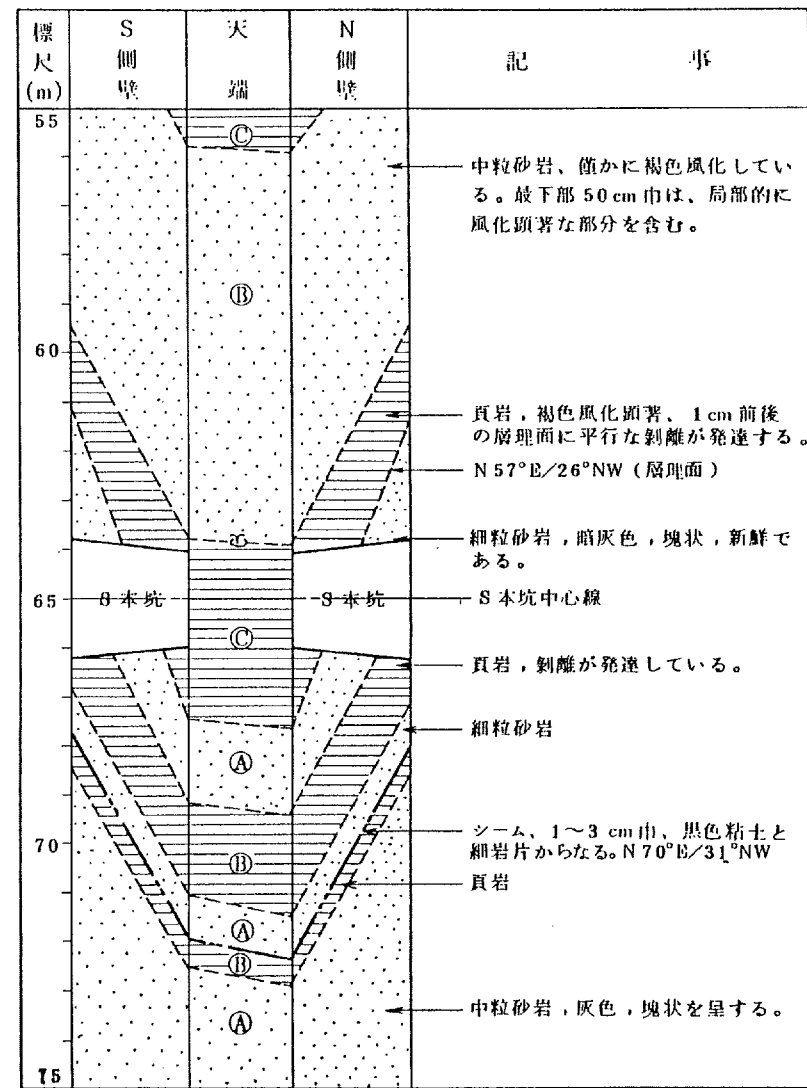 標尺(m)
S側壁
天端
N側壁
記事
55
Ⓒ
中粒砂岩、僅かに褐色風化してい
る。最下部50cm巾は、局部的に
風化顕著な部分を含む。
Ⓑ
60
頁岩,褐色風化顕著、1cm前後
の層理面に平行な剝離が発達する。
N57°E/26°NW(層理面)
細粒砂岩,暗灰色,塊状,新鮮で
ある。
65
S本坑
S本坑
S本坑中心線
Ⓒ
頁岩,剝離が発達している。
細粒砂岩
Ⓐ
シーム、1〜3cm巾、黒色粘土と
細岩片からなる。N70°E/31°NW
70
Ⓑ
頁岩
Ⓐ
Ⓑ
中粒砂岩,灰色,塊状を呈する。
Ⓐ
75